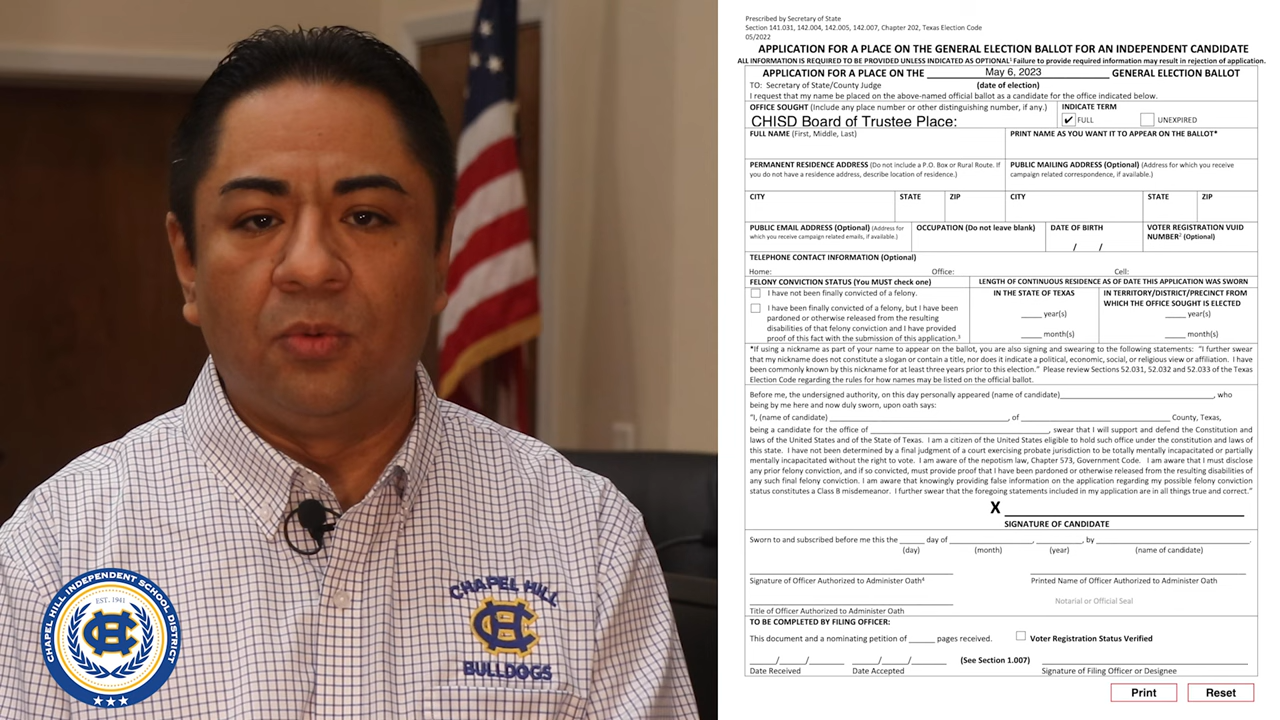 CHAPEL HILL
BULLDOGS
CHAPEL HILL INDEPENDENT SCHOOL DISTRICT
EST. 1941
Prescribed by Secretary of State
Section 141.031, 142.004, 142.005, 142.007, Chapter 202, Texas Election Code
05/2022
APPLICATION FOR A PLACE ON THE GENERAL ELECTION BALLOT FOR AN INDEPENDENT CANDIDATE
ALL INFORMATION IS REQUIRED TO BE PROVIDED UNLESS INDICATED AS OPTIONAL¹ Failure to provide required information may result in rejection of application.
APPLICATION FOR A PLACE ON THE May 6, 2023 GENERAL ELECTION BALLOT
TO: Secretary of State/County Judge (date of election)
I request that my name be placed on the above-named official ballot as a candidate for the office indicated below.
OFFICE SOUGHT (Include any place number or other distinguishing number, if any.) INDICATE TERM
CHISD Board of Trustee Place: ✔ FULL UNEXPIRED
FULL NAME (First, Middle, Last) PRINT NAME AS YOU WANT IT TO APPEAR ON THE BALLOT*
PERMANENT RESIDENCE ADDRESS (Do not include a P.O. Box or Rural Route. If
you do not have a residence address, describe location of residence.)
PUBLIC MAILING ADDRESS (Optional) (Address for which you receive
campaign related correspondence, if available.)
CITY STATE ZIP CITY STATE ZIP
PUBLIC EMAIL ADDRESS (Optional) (Address for
which you receive campaign related emails, if available.)
OCCUPATION (Do not leave blank)
DATE OF BIRTH
/ /
VOTER REGISTRATION VUID
NUMBER² (Optional)
TELEPHONE CONTACT INFORMATION (Optional)
Home: Office: Cell:
FELONY CONVICTION STATUS (You MUST check one) LENGTH OF CONTINUOUS RESIDENCE AS OF DATE THIS APPLICATION WAS SWORN
I have not been finally convicted of a felony.
I have been finally convicted of a felony, but I have been
pardoned or otherwise released from the resulting
disabilities of that felony conviction and I have provided
proof of this fact with the submission of this application.³
IN THE STATE OF TEXAS
_____ year(s)
_____ month(s)
IN TERRITORY/DISTRICT/PRECINCT FROM
WHICH THE OFFICE SOUGHT IS ELECTED
_____ year(s)
_____ month(s)
*If using a nickname as part of your name to appear on the ballot, you are also signing and swearing to the following statements: "I further swear
that my nickname does not constitute a slogan or contain a title, nor does it indicate a political, economic, social, or religious view or affiliation. I have
been commonly known by this nickname for at least three years prior to this election." Please review Sections 52.031, 52.032 and 52.033 of the Texas
Election Code regarding the rules for how names may be listed on the official ballot.
Before me, the undersigned authority, on this day personally appeared (name of candidate)____________________, who
being by me here and now duly sworn, upon oath says:
"I, (name of candidate) ____________________, of ____________________ County, Texas,
being a candidate for the office of ____________________, swear that I will support and defend the Constitution and
laws of the United States and of the State of Texas. I am a citizen of the United States eligible to hold such office under the constitution and laws of
this state. I have not been determined by a final judgment of a court exercising probate jurisdiction to be totally mentally incapacitated or partially
mentally incapacitated without the right to vote. I am aware of the nepotism law, Chapter 573, Government Code. I am aware that I must disclose
any prior felony conviction, and if so convicted, must provide proof that I have been pardoned or otherwise released from the resulting disabilities of
any such final felony conviction. I am aware that knowingly providing false information on the application regarding my possible felony conviction
status constitutes a Class B misdemeanor. I further swear that the foregoing statements included in my application are in all things true and correct."
X ____________________
SIGNATURE OF CANDIDATE
Sworn to and subscribed before me this the _____ day of __________, _____, by ____________________.
(day) (month) (year) (name of candidate)
Signature of Officer Authorized to Administer Oath⁴ Printed Name of Officer Authorized to Administer Oath
Notarial or Official Seal
Title of Officer Authorized to Administer Oath
TO BE COMPLETED BY FILING OFFICER:
This document and a nominating petition of _____ pages received. Voter Registration Status Verified
_____/_____/_____ _____/_____/_____ (See Section 1.007)
Date Received Date Accepted Signature of Filing Officer or Designee
Print Reset